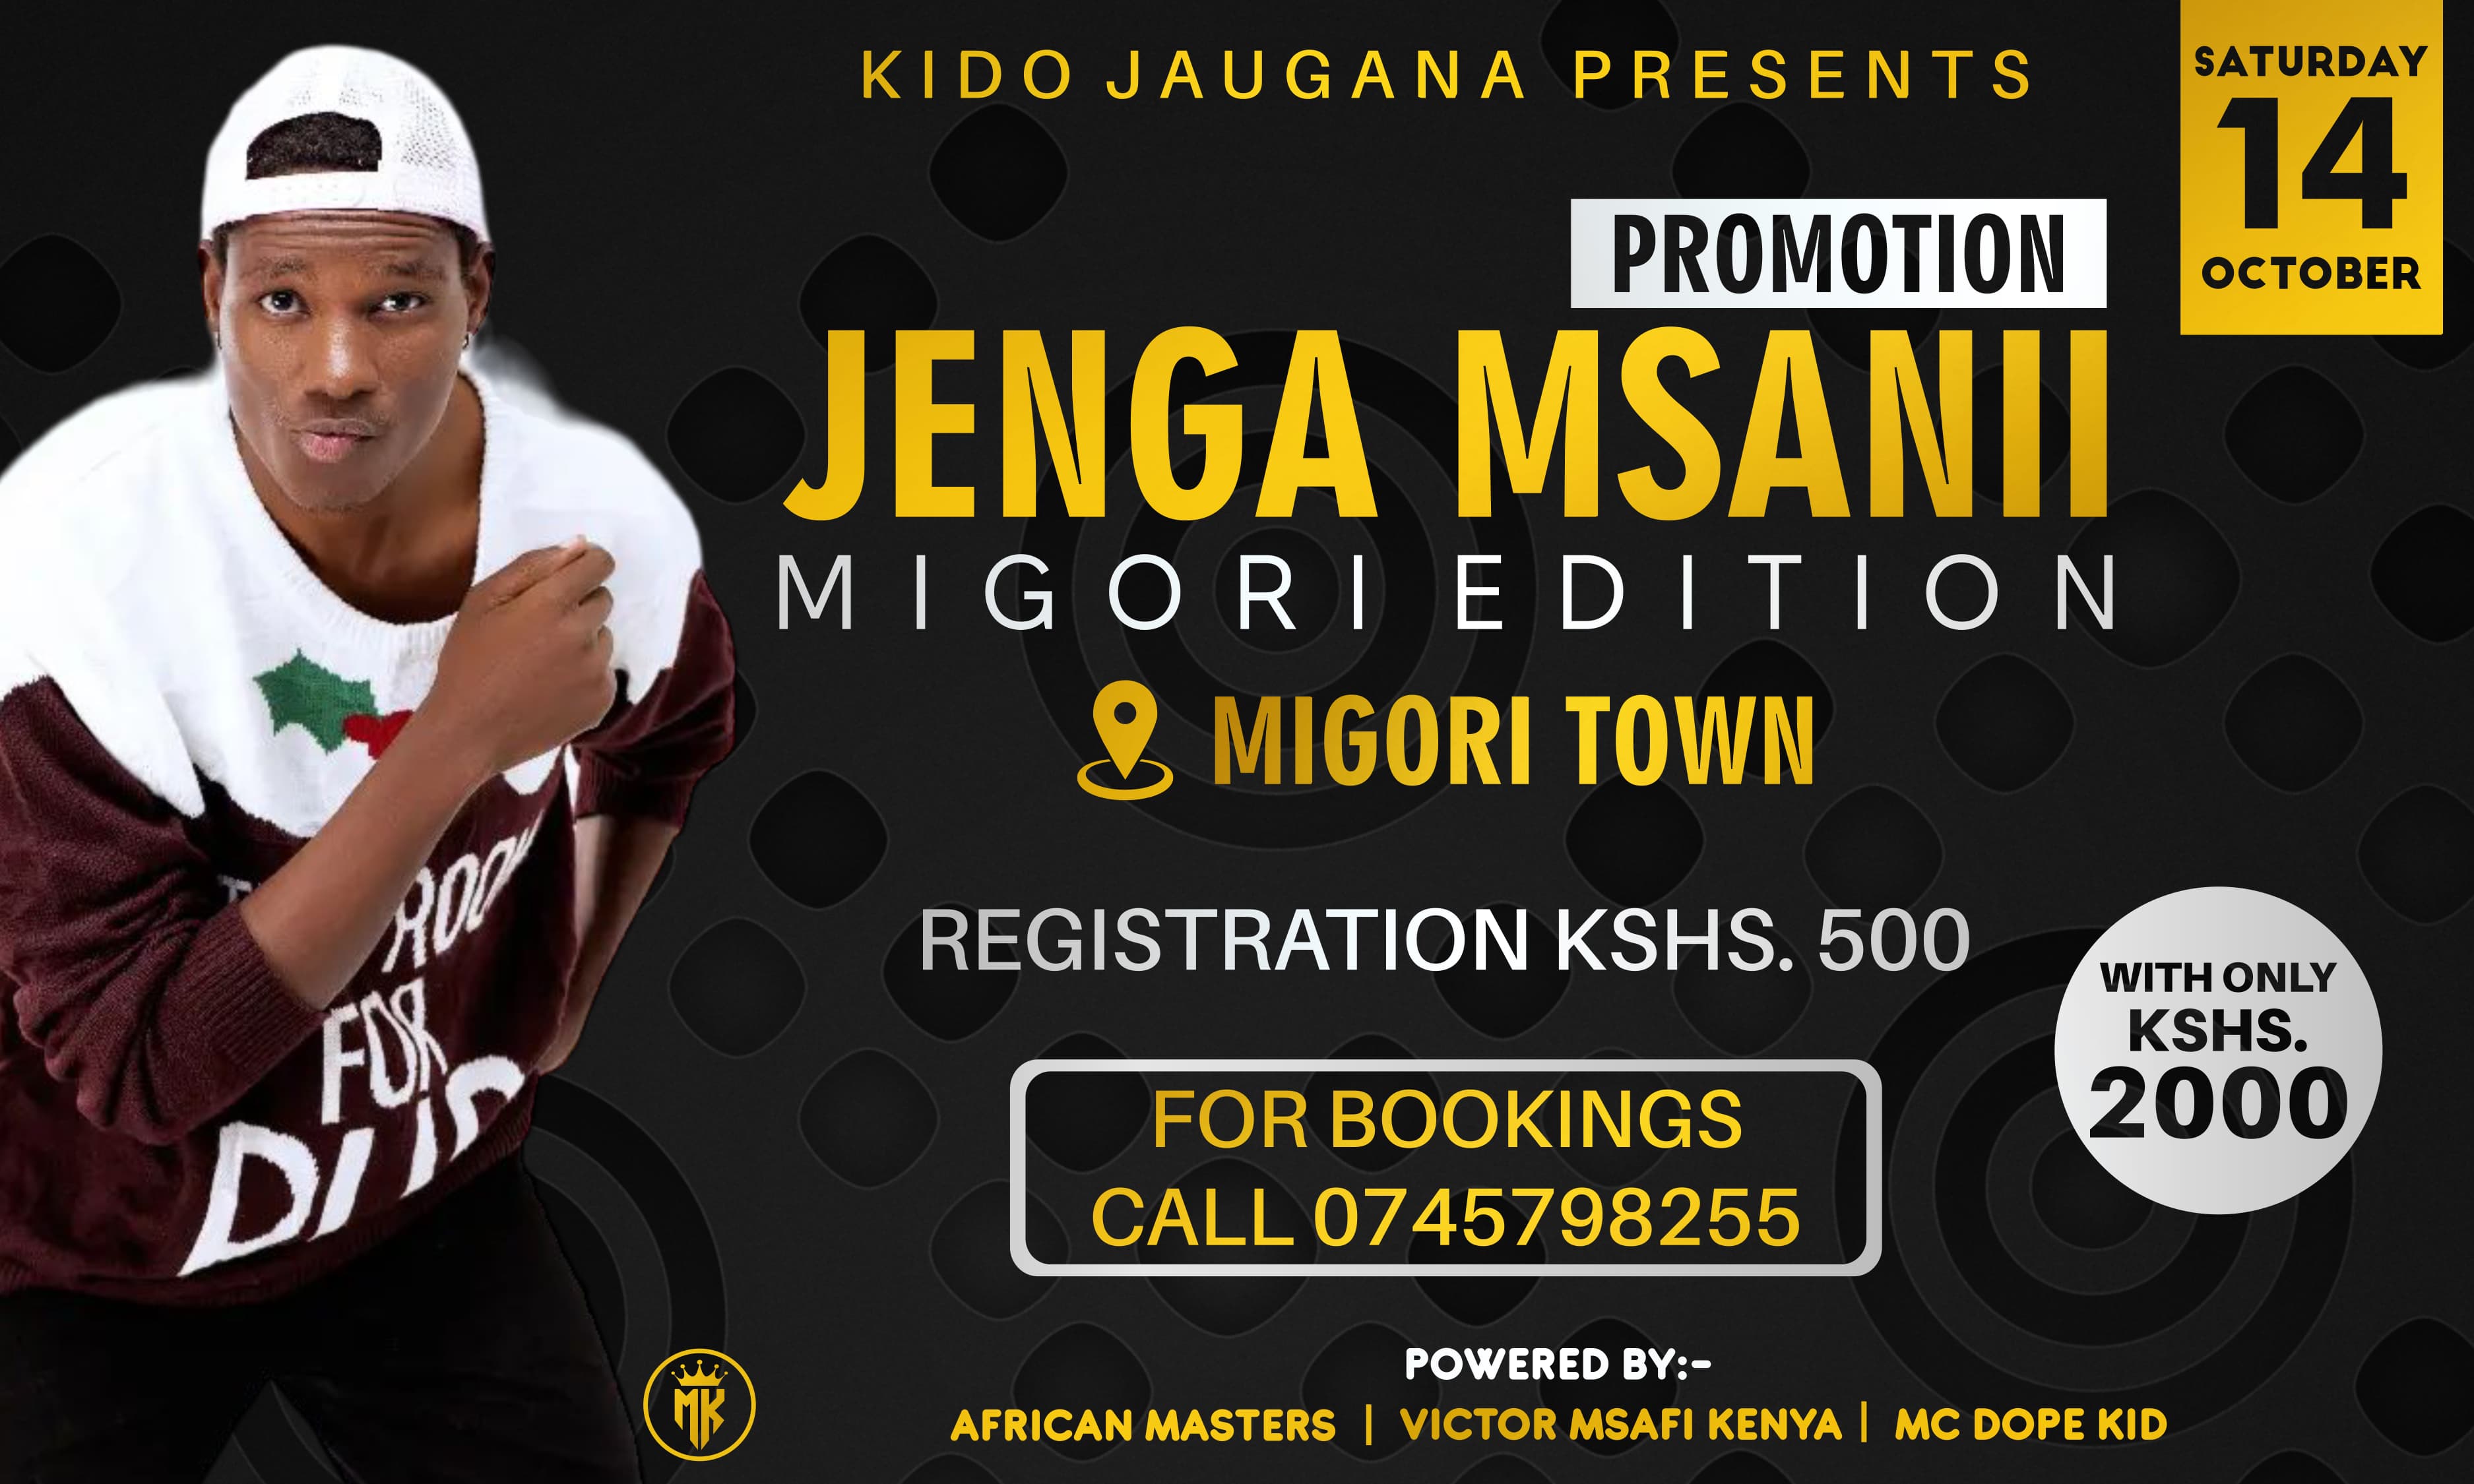 KIDO JAUGANA PRESENTS
SATURDAY
14
OCTOBER
PROMOTION
JENGA MSANII
MIGORI EDITION
MIGORI TOWN
REGISTRATION KSHS. 500
WITH ONLY
KSHS.
2000
FOR BOOKINGS
CALL 0745798255
FOR
MK
POWERED BY:-
AFRICAN MASTERS | VICTOR MSAFI KENYA | MC DOPE KID